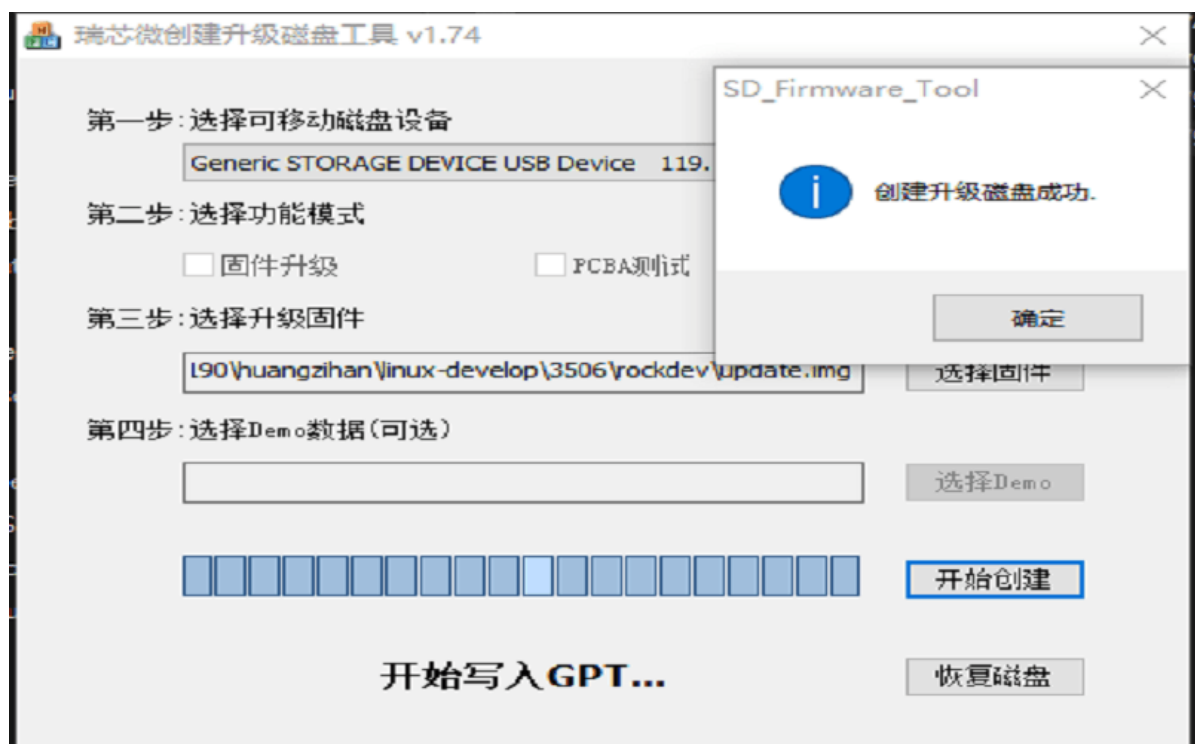 瑞芯微创建升级磁盘工具 v1.74
SD_Firmware_Tool
第一步:选择可移动磁盘设备
Generic STORAGE DEVICE USB Device 119.
创建升级磁盘成功.
第二步:选择功能模式
固件升级
PCBA测试
确定
第三步:选择升级固件
190\huangzihan\linux-develop\3506\rockdev\update.img
选择固件
第四步:选择Demo数据(可选)
选择Demo
开始创建
开始写入GPT...
恢复磁盘